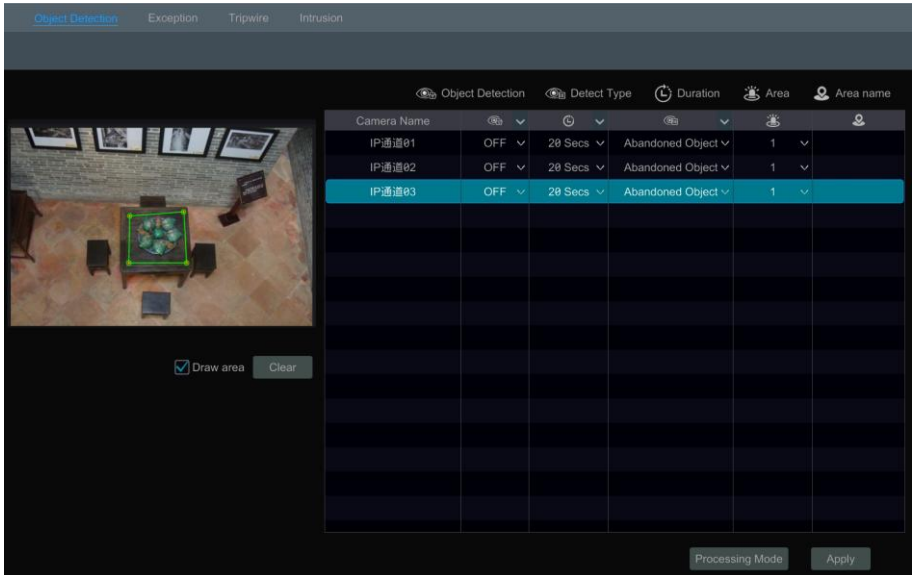 Object Detection Exception Tripwire Intrusion
Object Detection Detect Type Duration Area Area name
Camera Name
IP通道01 OFF 20 Secs Abandoned Object 1
IP通道02 OFF 20 Secs Abandoned Object 1
IP通道03 OFF 20 Secs Abandoned Object 1
Draw area Clear
Processing Mode Apply